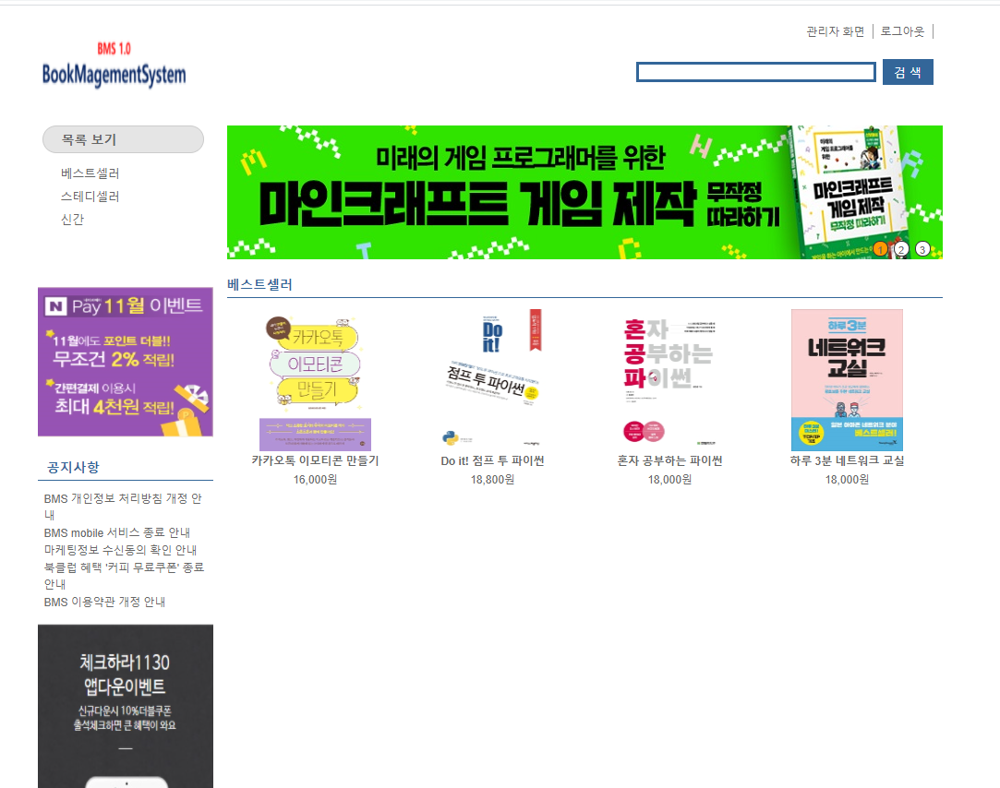 관리자 화면
로그아웃
BMS 1.0
BookMagementSystem
검 색
목록 보기
베스트셀러
스테디셀러
신간
미래의 게임 프로그래머를 위한
마인크래프트 게임 제작 무작정
따라하기
마인크래프트
게임 제작
무작정 따라하기
1
2
3
N Pay 11월 이벤트
11월에도 포인트 더블!!
무조건 2% 적립!
간편결제 이용시
최대 4천원 적립!
베스트셀러
카카오톡
이모티콘
만들기
Do
it!
점프 투 파이썬
혼자
공부하는
파이썬
하루 3분
네트워크
교실
베스트셀러!
카카오톡 이모티콘 만들기
16,000원
Do it! 점프 투 파이썬
18,800원
혼자 공부하는 파이썬
18,000원
하루 3분 네트워크 교실
18,000원
공지사항
BMS 개인정보 처리방침 개정 안
내
BMS mobile 서비스 종료 안내
마케팅정보 수신동의 확인 안내
북클럽 혜택 '커피 무료쿠폰' 종료
안내
BMS 이용약관 개정 안내
체크하라1130
앱다운이벤트
신규다운시 10%더블쿠폰
출석체크하면 큰 혜택이 와요